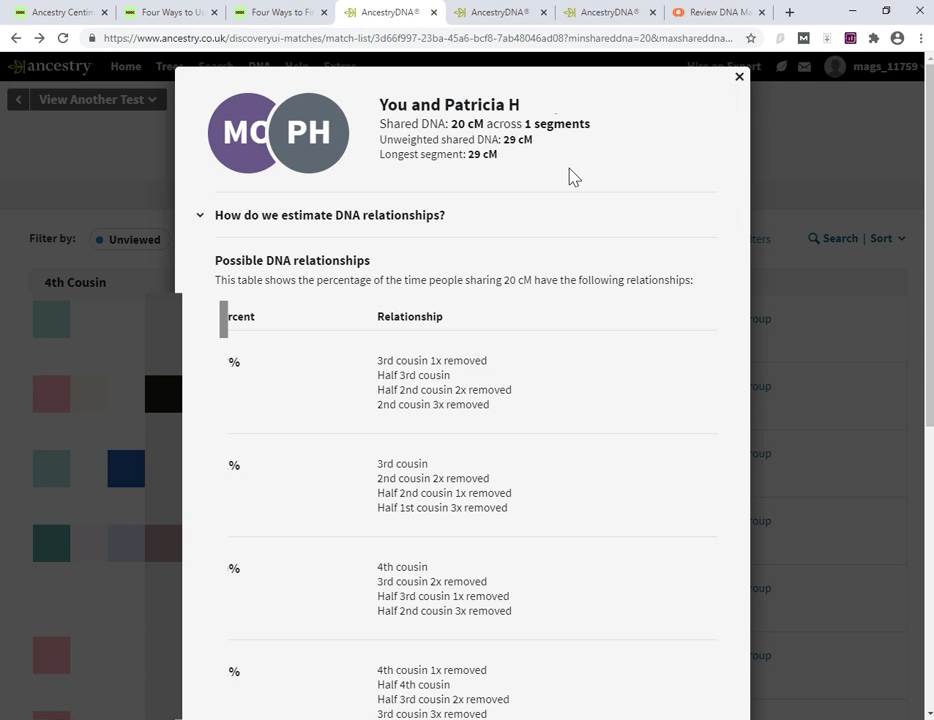 Ancestry Centim
Four Ways to U
Four Ways to Fi
AncestryDNA®
AncestryDNA®
AncestryDNA®
Review DNA Ma
https://www.ancestry.co.uk/discoveryui-matches/match-list/3d66f997-23ba-45a6-bcf8-7ab48046ad08?minshareddna=20&maxshareddna...
ancestry Home Trees Search DNA Help Extras Hire an Expert mags_11759
View Another Test
MC PH
You and Patricia H
Shared DNA: 20 cM across 1 segments
Unweighted shared DNA: 29 cM
Longest segment: 29 cM
How do we estimate DNA relationships?
Filter by: Unviewed
Search | Sort
Possible DNA relationships
This table shows the percentage of the time people sharing 20 cM have the following relationships:
4th Cousin
rcent Relationship
% 3rd cousin 1x removed
Half 3rd cousin
Half 2nd cousin 2x removed
2nd cousin 3x removed
% 3rd cousin
2nd cousin 2x removed
Half 2nd cousin 1x removed
Half 1st cousin 3x removed
% 4th cousin
3rd cousin 2x removed
Half 3rd cousin 1x removed
Half 2nd cousin 3x removed
% 4th cousin 1x removed
Half 4th cousin
Half 3rd cousin 2x removed
3rd cousin 3x removed